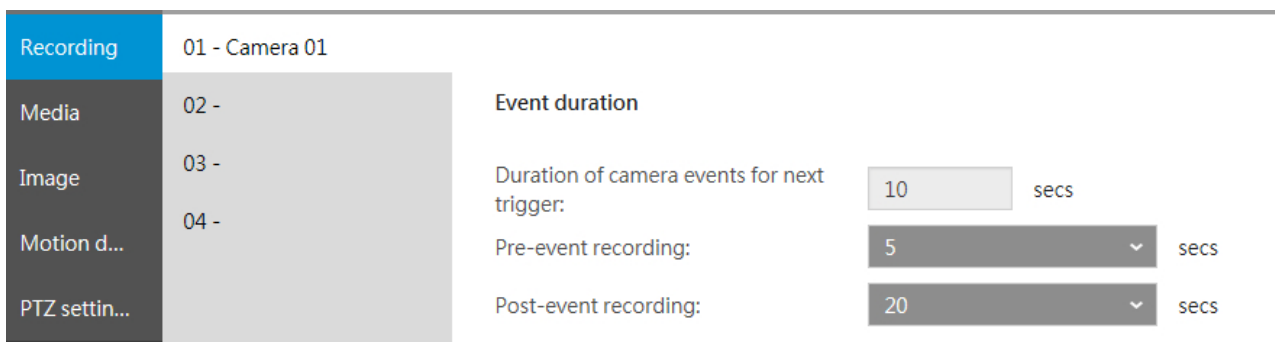 Recording
Media
Image
Motion d...
PTZ settin...
01 - Camera 01
02 -
03 -
04 -
Event duration
Duration of camera events for next
trigger:
10 secs
Pre-event recording: 5 secs
Post-event recording: 20 secs